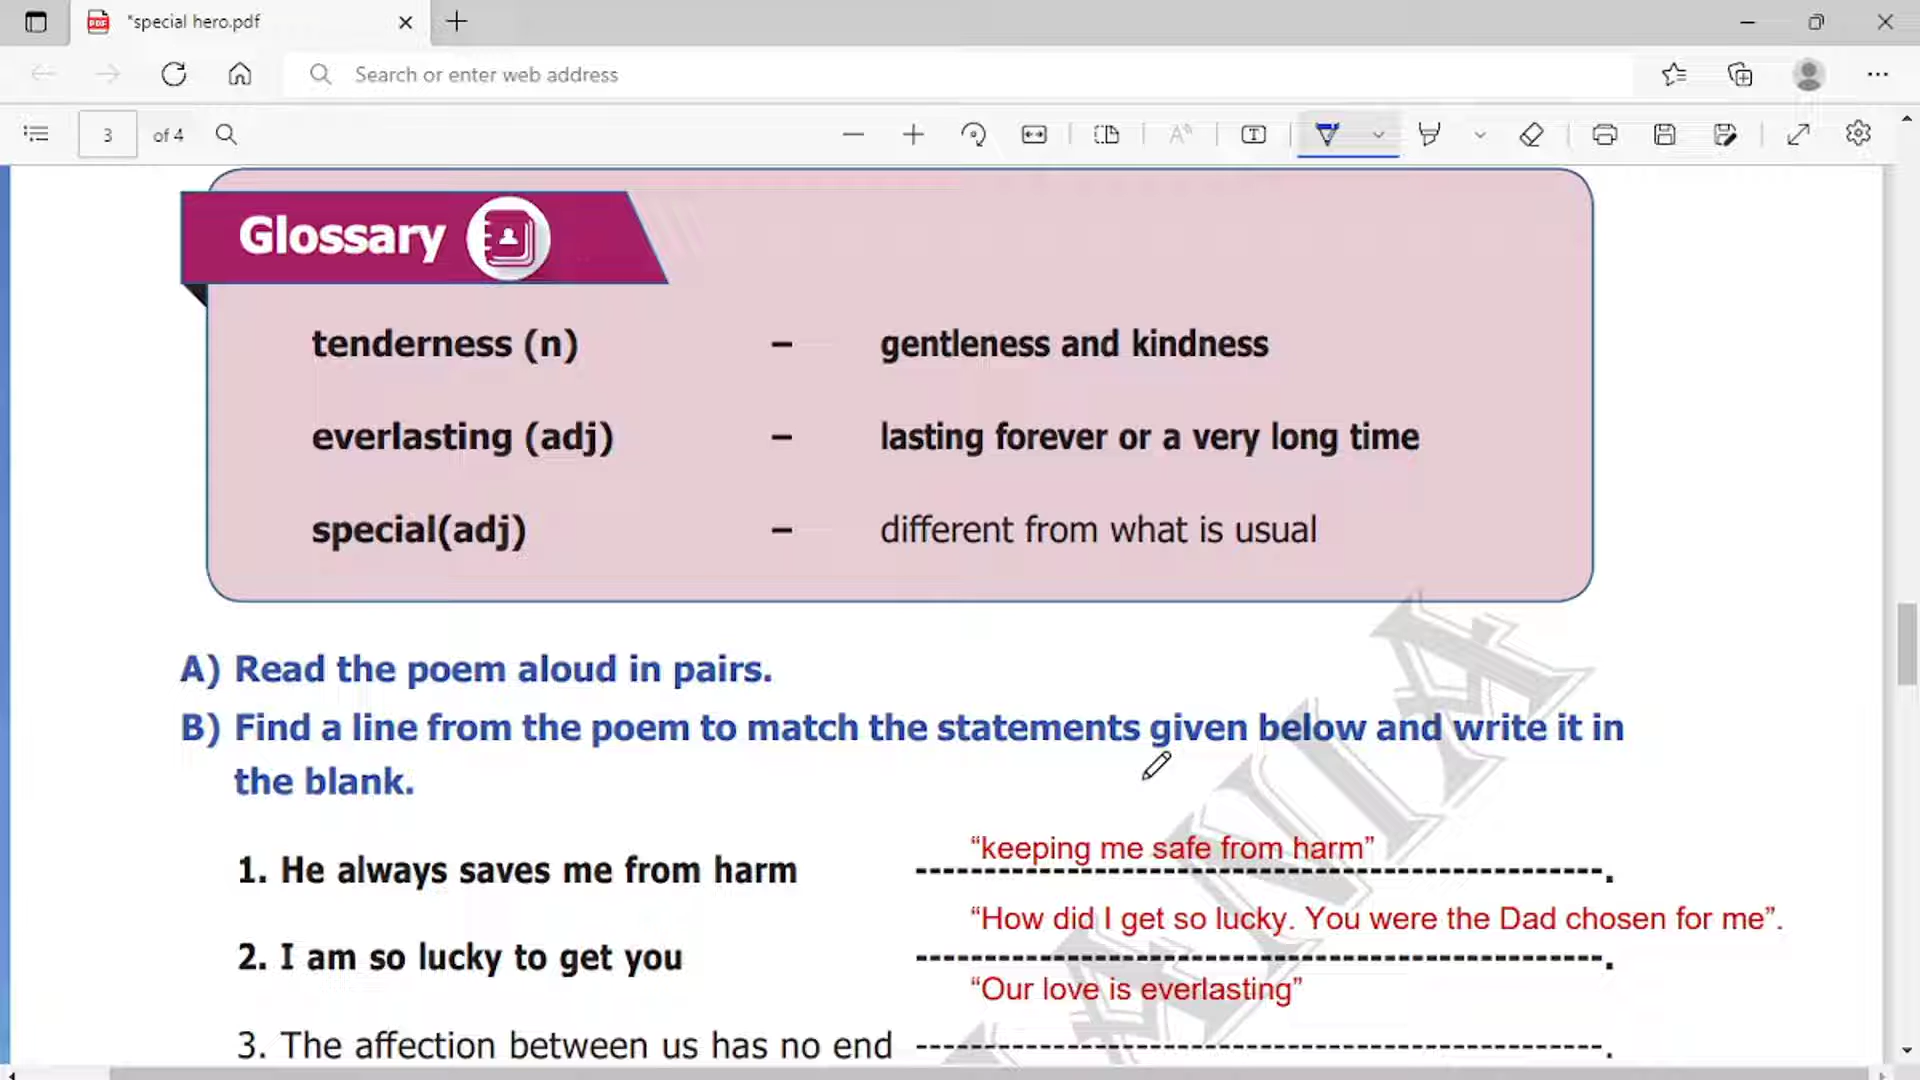 *special hero.pdf
Search or enter web address
3 of 4
Glossary
tenderness (n) – gentleness and kindness
everlasting (adj) – lasting forever or a very long time
special(adj) – different from what is usual
A) Read the poem aloud in pairs.
B) Find a line from the poem to match the statements given below and write it in
the blank.
“keeping me safe from harm”
1. He always saves me from harm -------------------------------------------------.
“How did I get so lucky. You were the Dad chosen for me”.
2. I am so lucky to get you -------------------------------------------------.
“Our love is everlasting”
3. The affection between us has no end -------------------------------------------------.